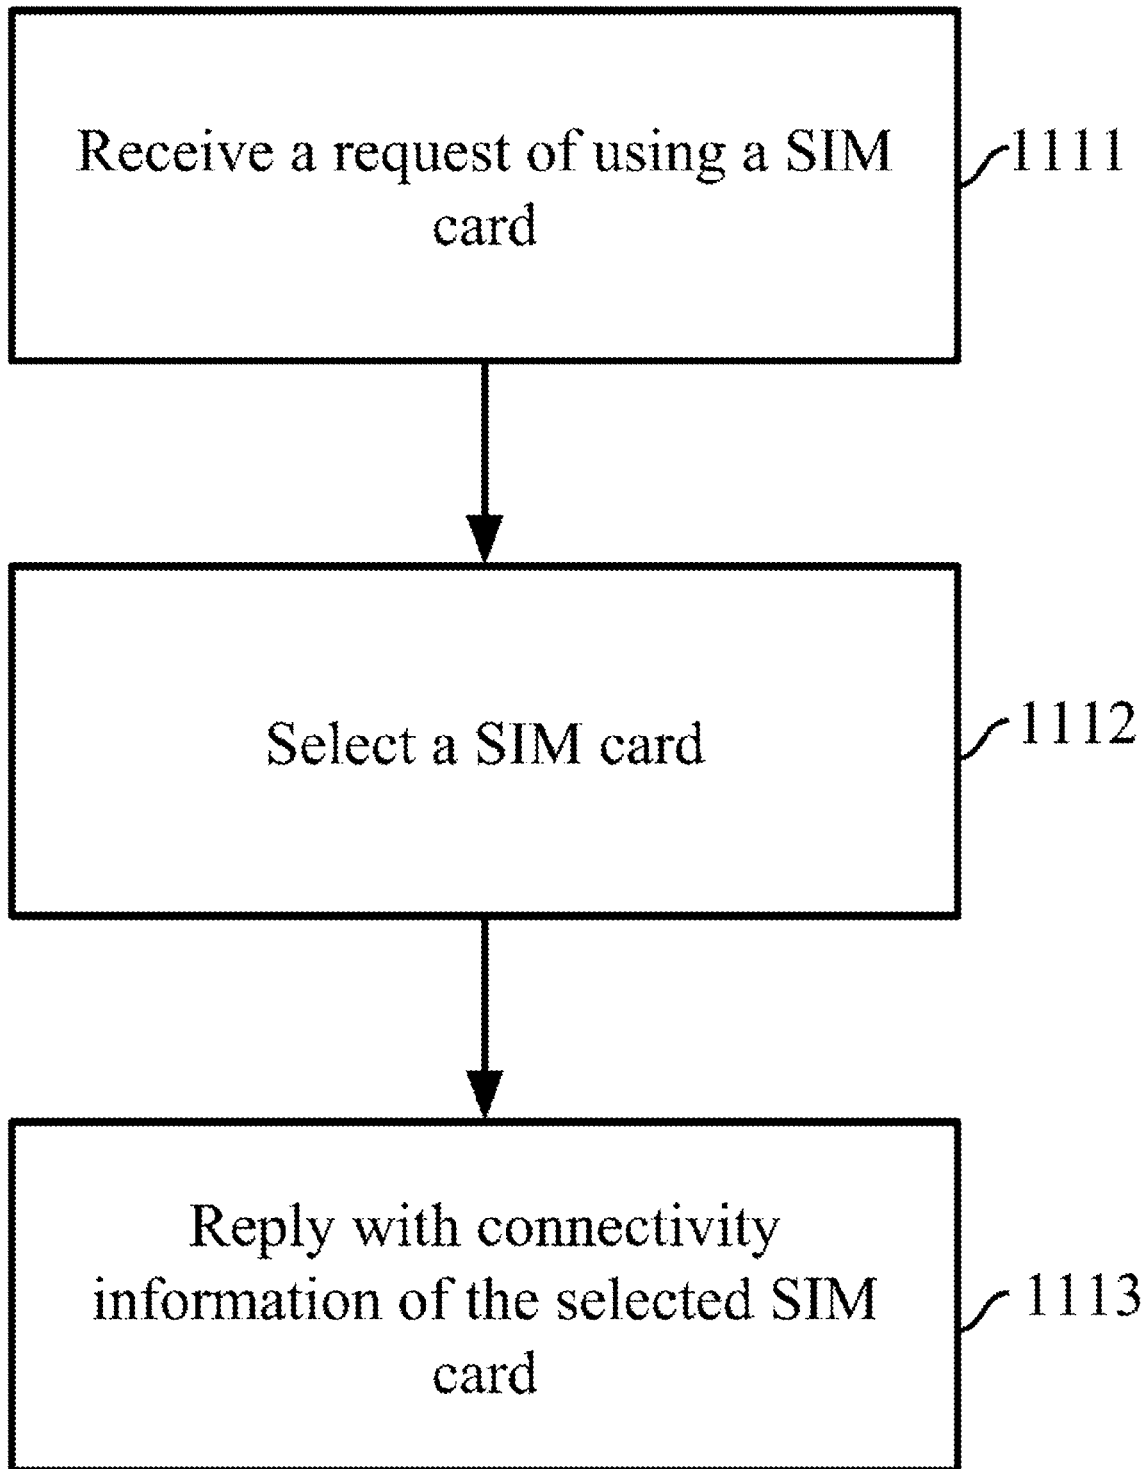 Receive a request of using a SIM
card
1111
Select a SIM card
1112
Reply with connectivity
information of the selected SIM
card
1113